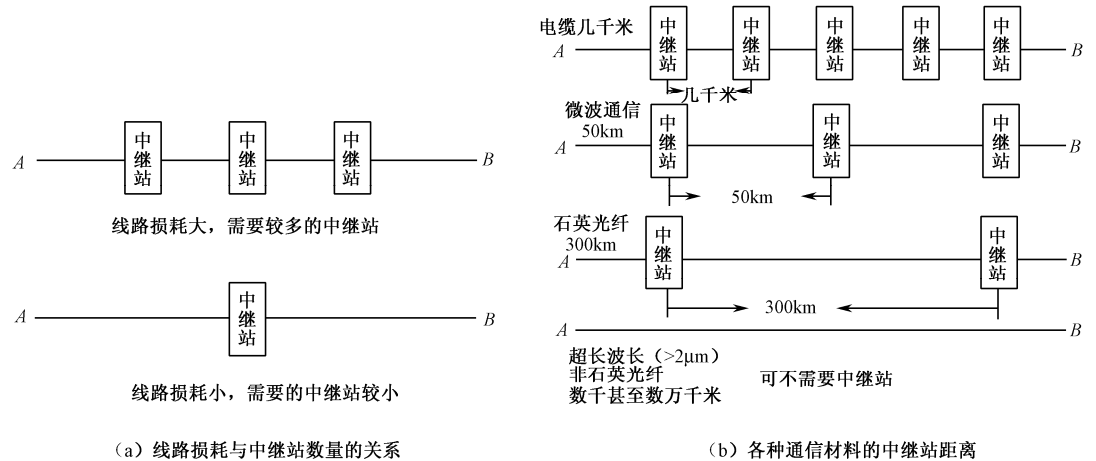 A
中继站
中继站
中继站
B
线路损耗大，需要较多的中继站
A
中继站
B
线路损耗小，需要的中继站较小
（a）线路损耗与中继站数量的关系
电缆几千米
A
中继站
中继站
中继站
中继站
中继站
B
几千米
微波通信
50km
A
中继站
中继站
中继站
B
50km
石英光纤
300km
A
中继站
中继站
B
300km
A
B
超长波长（>2μm）
非石英光纤
数千甚至数万千米
可不需要中继站
（b）各种通信材料的中继站距离